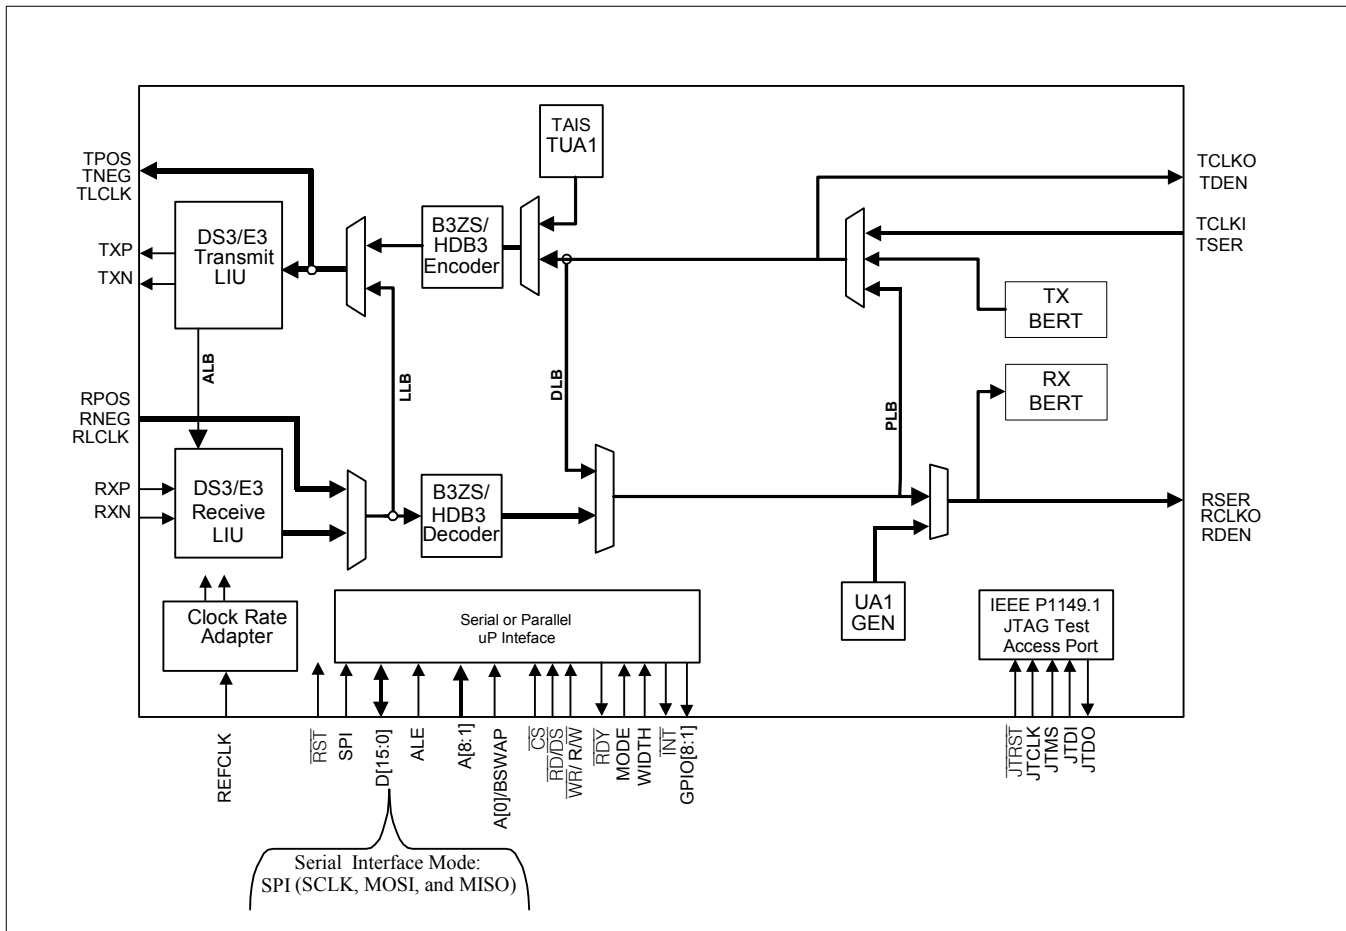 TAIS
TUA1
TPOS
TNEG
TLCLK
TCLKO
TDEN
B3ZS/
HDB3
Encoder
DS3/E3
Transmit
LIU
TXP
TXN
TCLKI
TSER
TX
BERT
ALB
LLB
DLB
PLB
RX
BERT
RPOS
RNEG
RLCLK
RXP
RXN
DS3/E3
Receive
LIU
B3ZS/
HDB3
Decoder
RSER
RCLKO
RDEN
Clock Rate
Adapter
Serial or Parallel
uP Inteface
UA1
GEN
IEEE P1149.1
JTAG Test
Access Port
REFCLK
RST
SPI
D[15:0]
ALE
A[8:1]
A[0]/BSWAP
CS
RD/DS
WR/ R/W
RDY
MODE
WIDTH
INT
GPIO[8:1]
JTRST
JTCLK
JTMS
JTDI
JTDO
Serial Interface Mode:
SPI (SCLK, MOSI, and MISO)